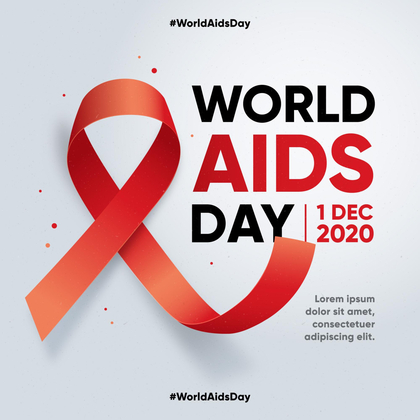 #WorldAidsDay
WORLD
AIDS
DAY
1 DEC
2020
Lorem ipsum
dolor sit amet,
consectetuer
adipiscing elit.
#WorldAidsDay